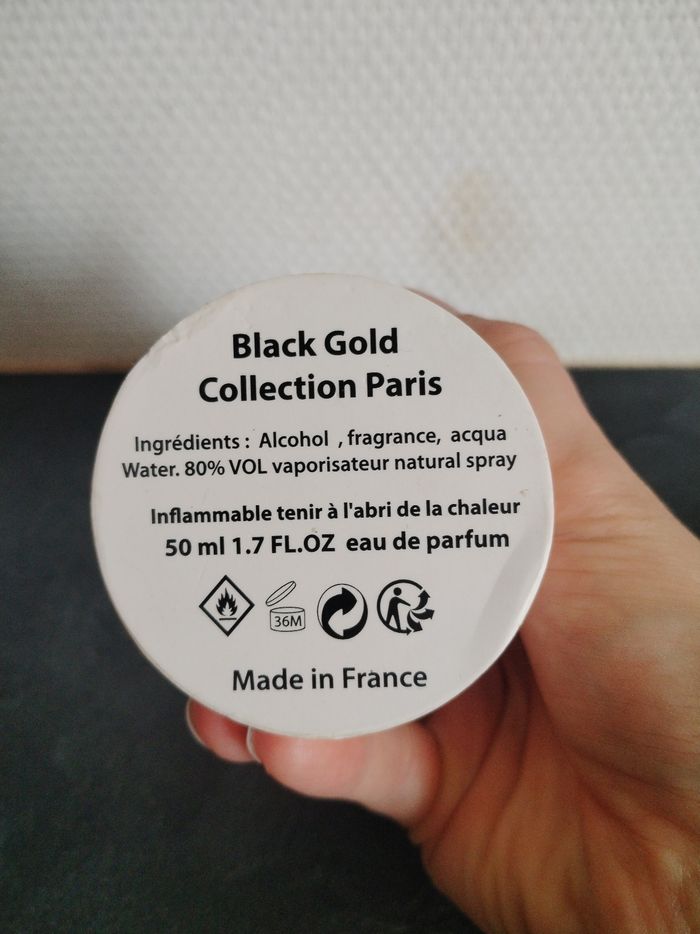 Black Gold
Collection Paris
Ingrédients : Alcohol , fragrance, acqua
Water. 80% VOL vaporisateur natural spray
Inflammable tenir à l'abri de la chaleur
50 ml 1.7 FL.OZ eau de parfum
36M
Made in France